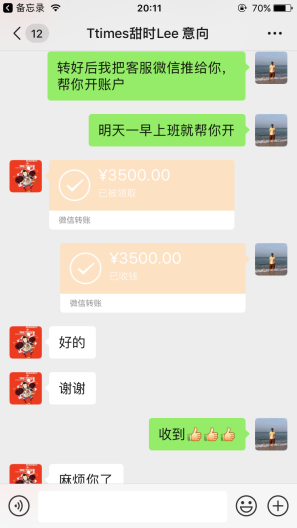 备忘录
20:11
70%
12
Ttimes甜时Lee 意向
转好后我把客服微信推给你,
帮你开账户
明天一早上班就帮你开
¥3500.00
已被领取
微信转账
¥3500.00
已收钱
微信转账
好的
谢谢
收到👍👍👍
麻烦你了